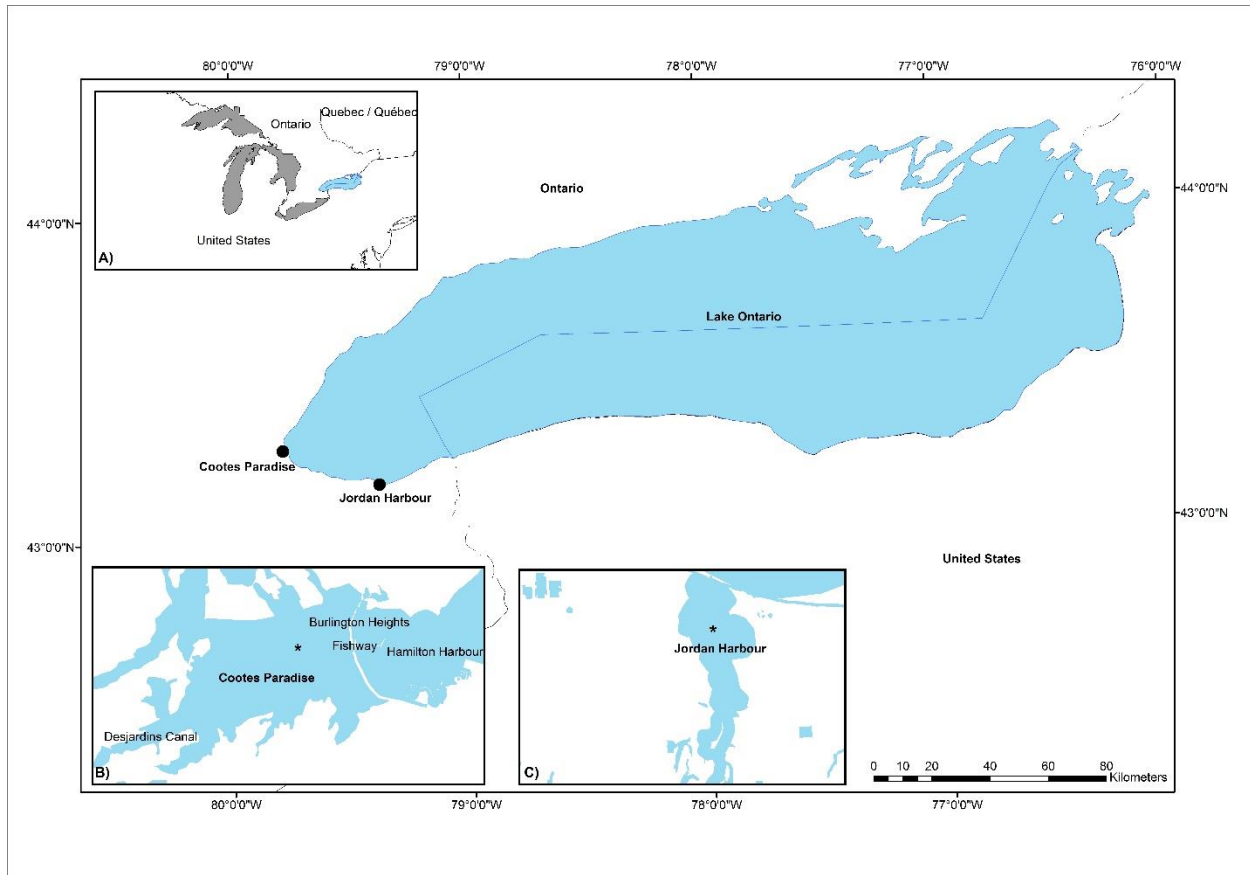 80°0'0"W
79°0'0"W
78°0'0"W
77°0'0"W
76°0'0"W
Quebec / Québec
Ontario
United States
A)
Ontario
44°0'0"N
44°0'0"N
Lake Ontario
Cootes Paradise
Jordan Harbour
43°0'0"N
43°0'0"N
United States
Burlington Heights
Fishway
Hamilton Harbour
*
Cootes Paradise
Desjardins Canal
B)
*
Jordan Harbour
C)
0 10 20 40 60 80
Kilometers
80°0'0"W
79°0'0"W
78°0'0"W
77°0'0"W